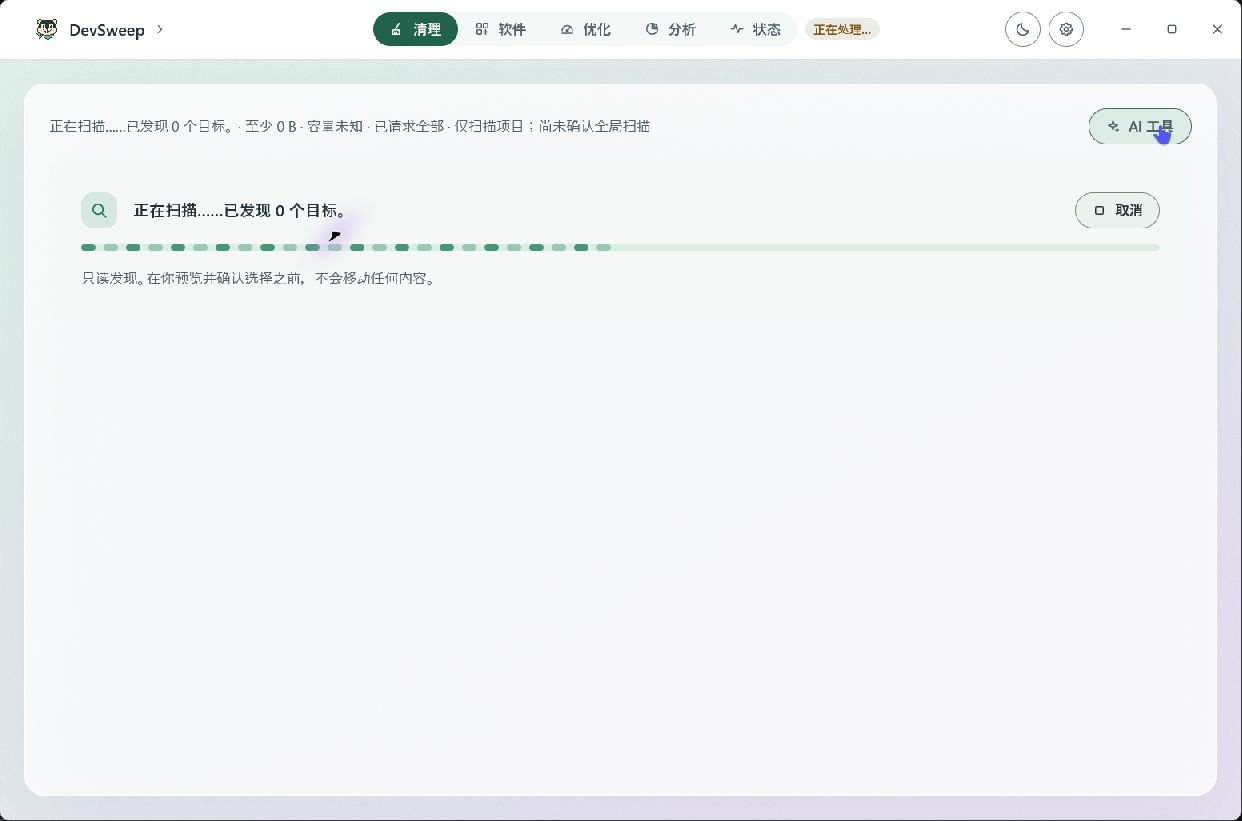 DevSweep
清理
软件
优化
分析
状态
正在处理...
正在扫描......已发现 0 个目标。· 至少 0 B · 容量未知 · 已请求全部 · 仅扫描项目；尚未确认全局扫描
AI 工具
正在扫描......已发现 0 个目标。
取消
只读发现。在你预览并确认选择之前，不会移动任何内容。